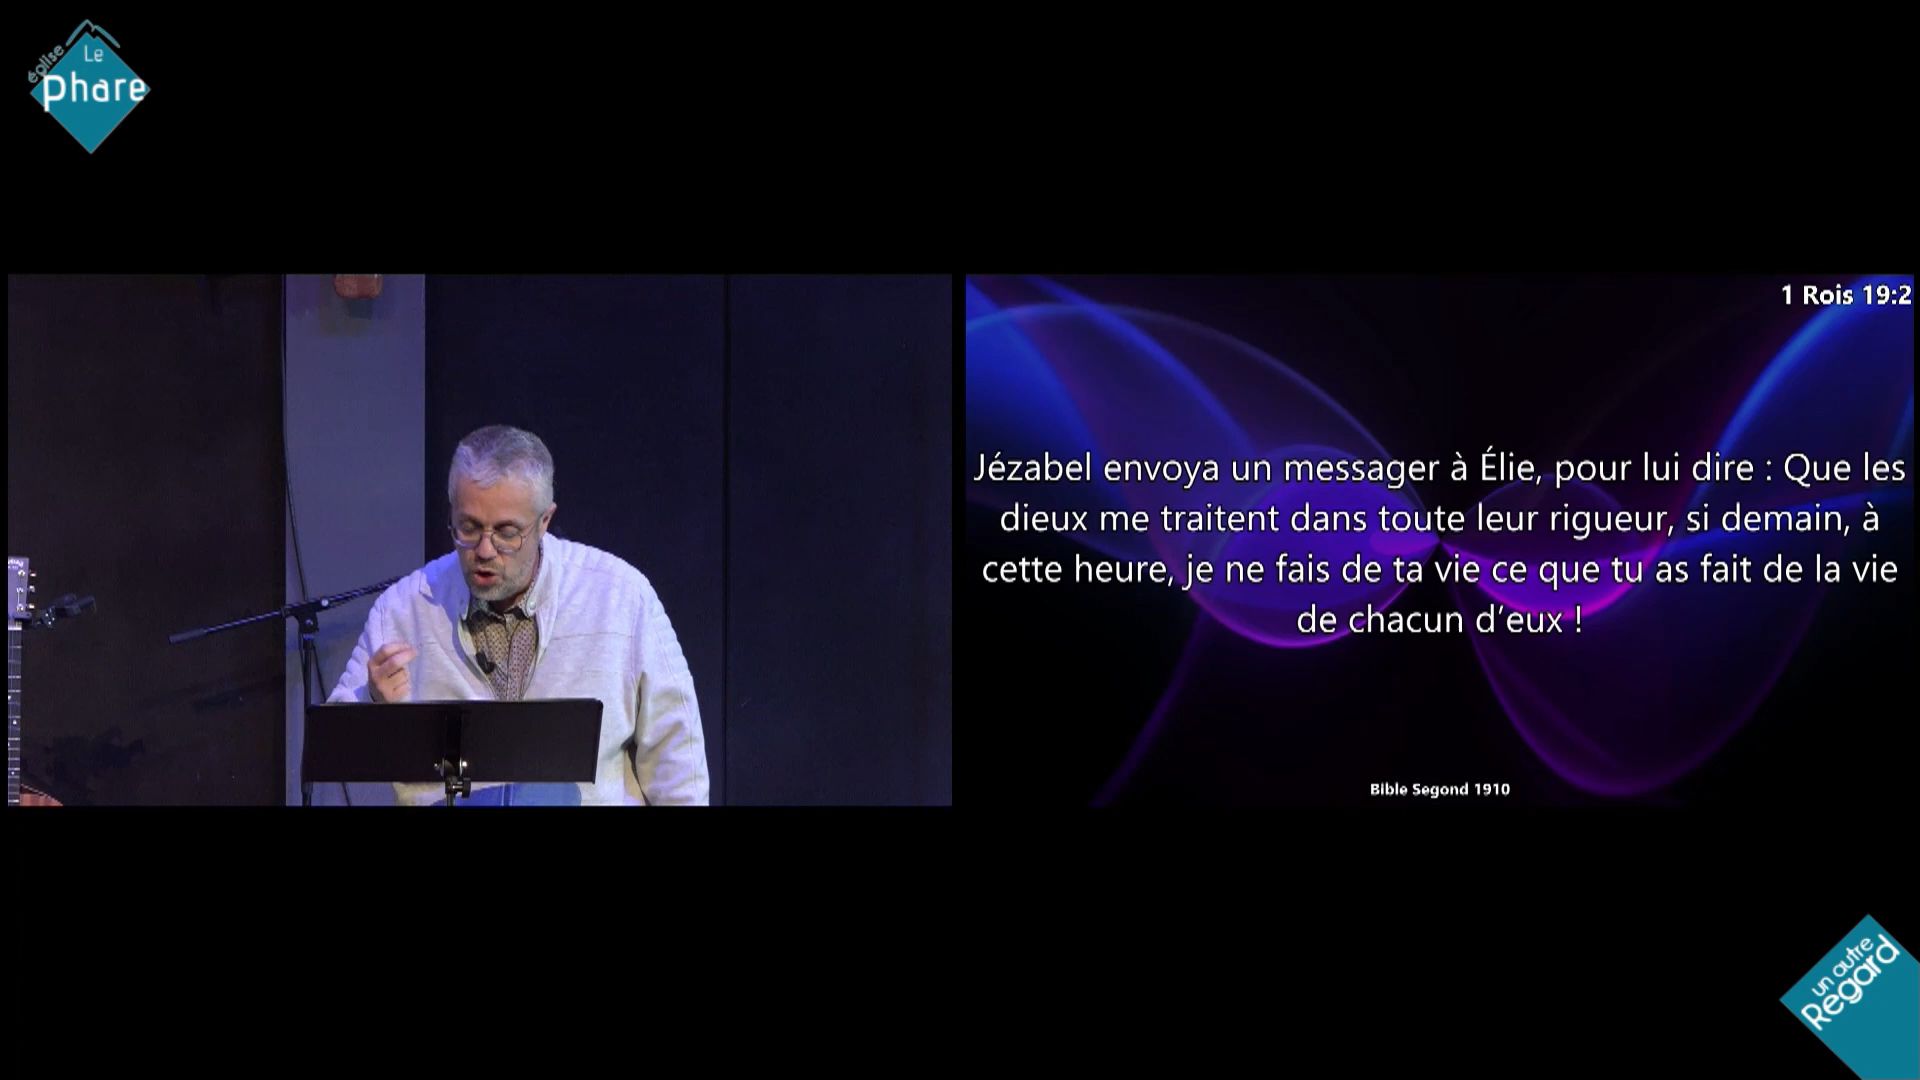 église
Le
phare
1 Rois 19:2
Jézabel envoya un messager à Élie, pour lui dire : Que les
dieux me traitent dans toute leur rigueur, si demain, à
cette heure, je ne fais de ta vie ce que tu as fait de la vie
de chacun d’eux !
Bible Segond 1910
un autre
Regard